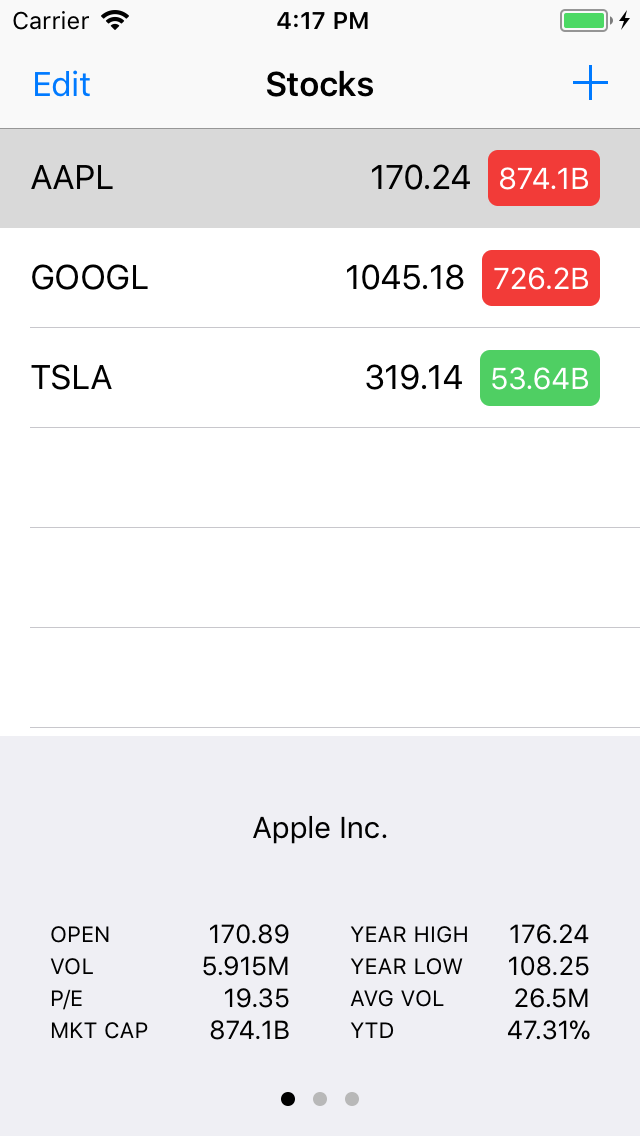 Carrier 4:17 PM
Edit Stocks +
AAPL 170.24 874.1B
GOOGL 1045.18 726.2B
TSLA 319.14 53.64B
Apple Inc.
OPEN 170.89 YEAR HIGH 176.24
VOL 5.915M YEAR LOW 108.25
P/E 19.35 AVG VOL 26.5M
MKT CAP 874.1B YTD 47.31%